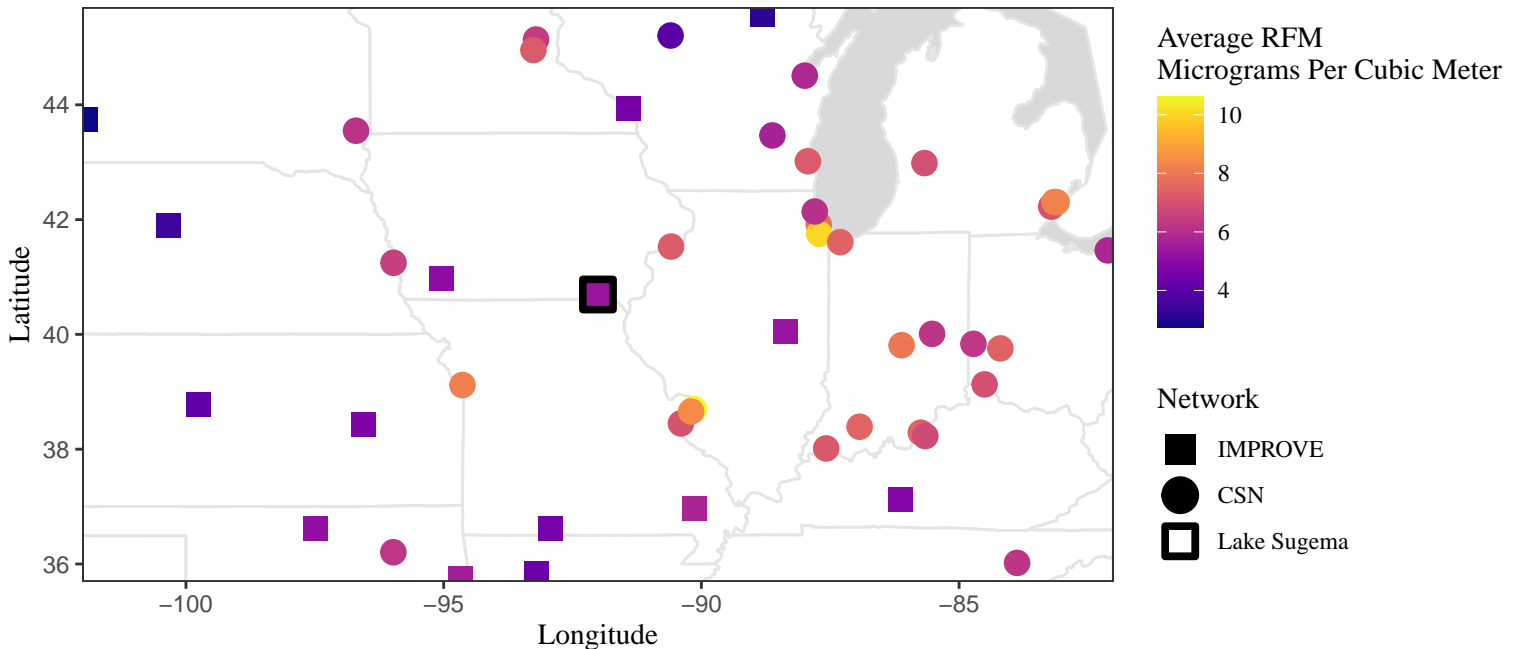 Average RFM
Micrograms Per Cubic Meter
10
8
6
4
Network
IMPROVE
CSN
Lake Sugema
Latitude
44
42
40
38
36
−100
−95
−90
−85
Longitude